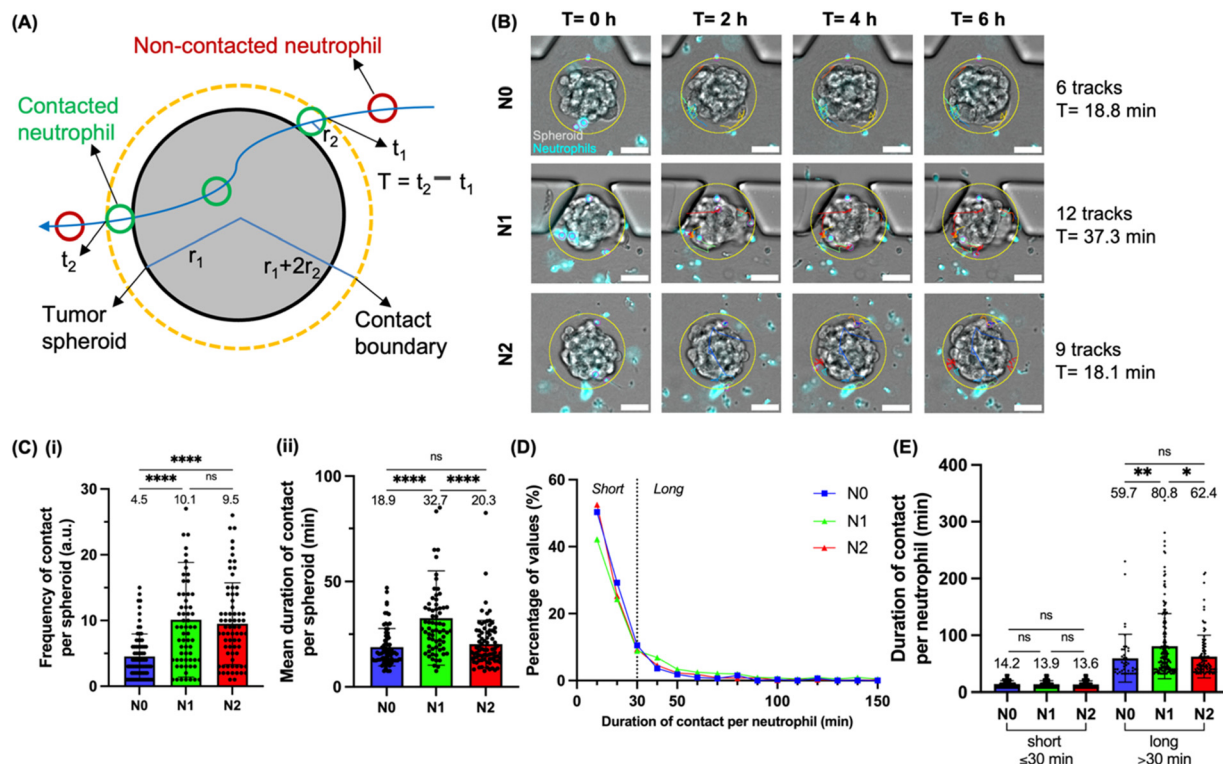 (A)
Non-contacted neutrophil
Contacted
neutrophil
r2
t1
T = t2 − t1
t2
r1
r1+2r2
Tumor
spheroid
Contact
boundary
(B)
T= 0 h
T= 2 h
T= 4 h
T= 6 h
N0
Spheroid
Neutrophils
6 tracks
T= 18.8 min
N1
12 tracks
T= 37.3 min
N2
9 tracks
T= 18.1 min
(C) (i)
Frequency of contact
per spheroid (a.u.)
30
20
10
0
****
**** ns
4.5 10.1 9.5
N0 N1 N2
(ii)
Mean duration of contact
per spheroid (min)
100
50
0
ns
**** ****
18.9 32.7 20.3
N0 N1 N2
(D)
Percentage of values (%)
60
40
20
0
Short Long
N0
N1
N2
0 30 60 90 120 150
Duration of contact per neutrophil (min)
(E)
Duration of contact
per neutrophil (min)
400
300
200
100
0
ns
ns ns
14.2 13.9 13.6
ns
** *
59.7 80.8 62.4
N0 N1 N2 N0 N1 N2
short
≤30 min
long
>30 min